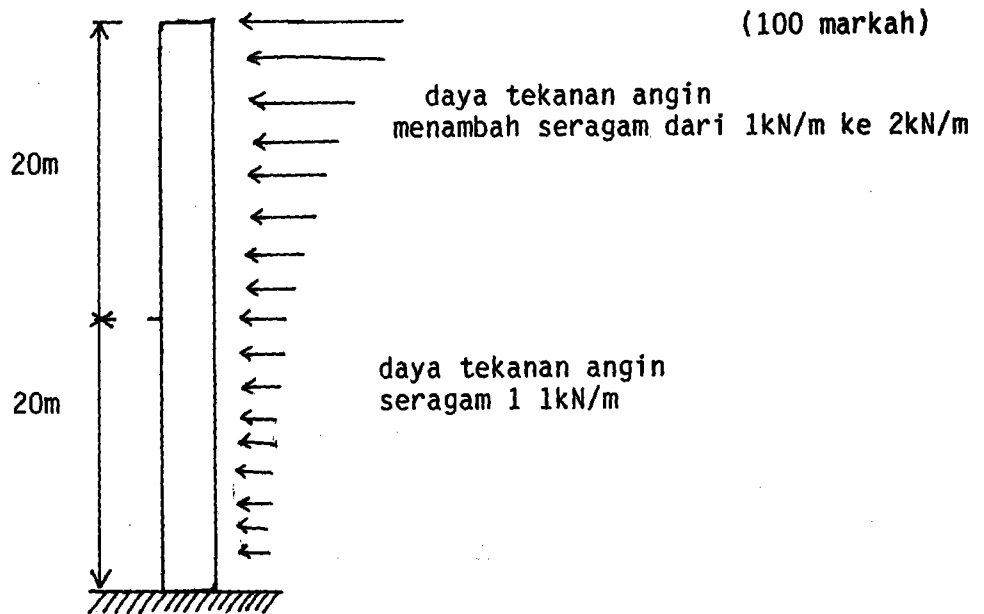 (100 markah)
daya tekanan angin
menambah seragam dari 1kN/m ke 2kN/m
20m
daya tekanan angin
seragam 1 1kN/m
20m